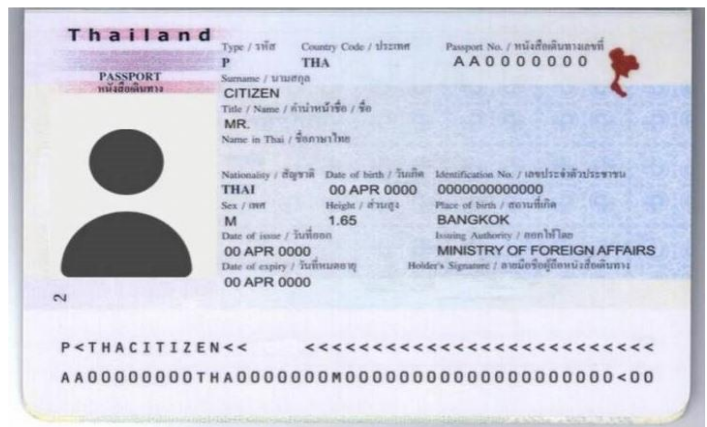 Thailand
Type / รหัส Country Code / ประเทศ Passport No. / หนังสือเดินทางเลขที่
P THA AA0000000
PASSPORT
หนังสือเดินทาง
Surname / นามสกุล
CITIZEN
Title / Name / คำนำหน้าชื่อ / ชื่อ
MR.
Name in Thai / ชื่อภาษาไทย
Nationality / สัญชาติ Date of birth / วันเกิด Identification No. / เลขประจำตัวประชาชน
THAI 00 APR 0000 0000000000000
Sex / เพศ Height / ส่วนสูง Place of birth / สถานที่เกิด
M 1.65 BANGKOK
Date of issue / วันที่ออก Issuing Authority / ออกให้โดย
00 APR 0000 MINISTRY OF FOREIGN AFFAIRS
Date of expiry / วันที่หมดอายุ Holder's Signature / ลายมือชื่อผู้ถือหนังสือเดินทาง
00 APR 0000
2
P<THACITIZEN<< <<<<<<<<<<<<<<<<<<<<<<<<<<
AA00000000THA0000000M00000000000000000000<00